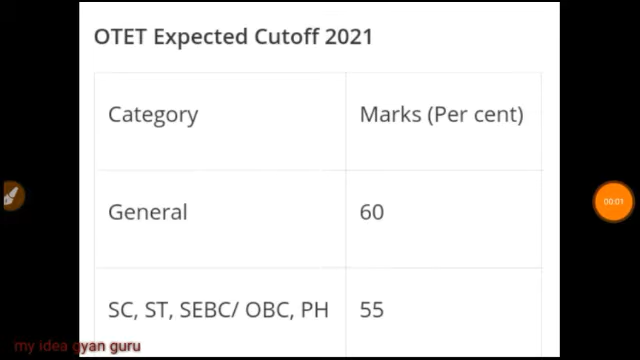 OTET Expected Cutoff 2021
Category Marks (Per cent)
General 60
SC, ST, SEBC/ OBC, PH 55
00:01
my idea gyan guru